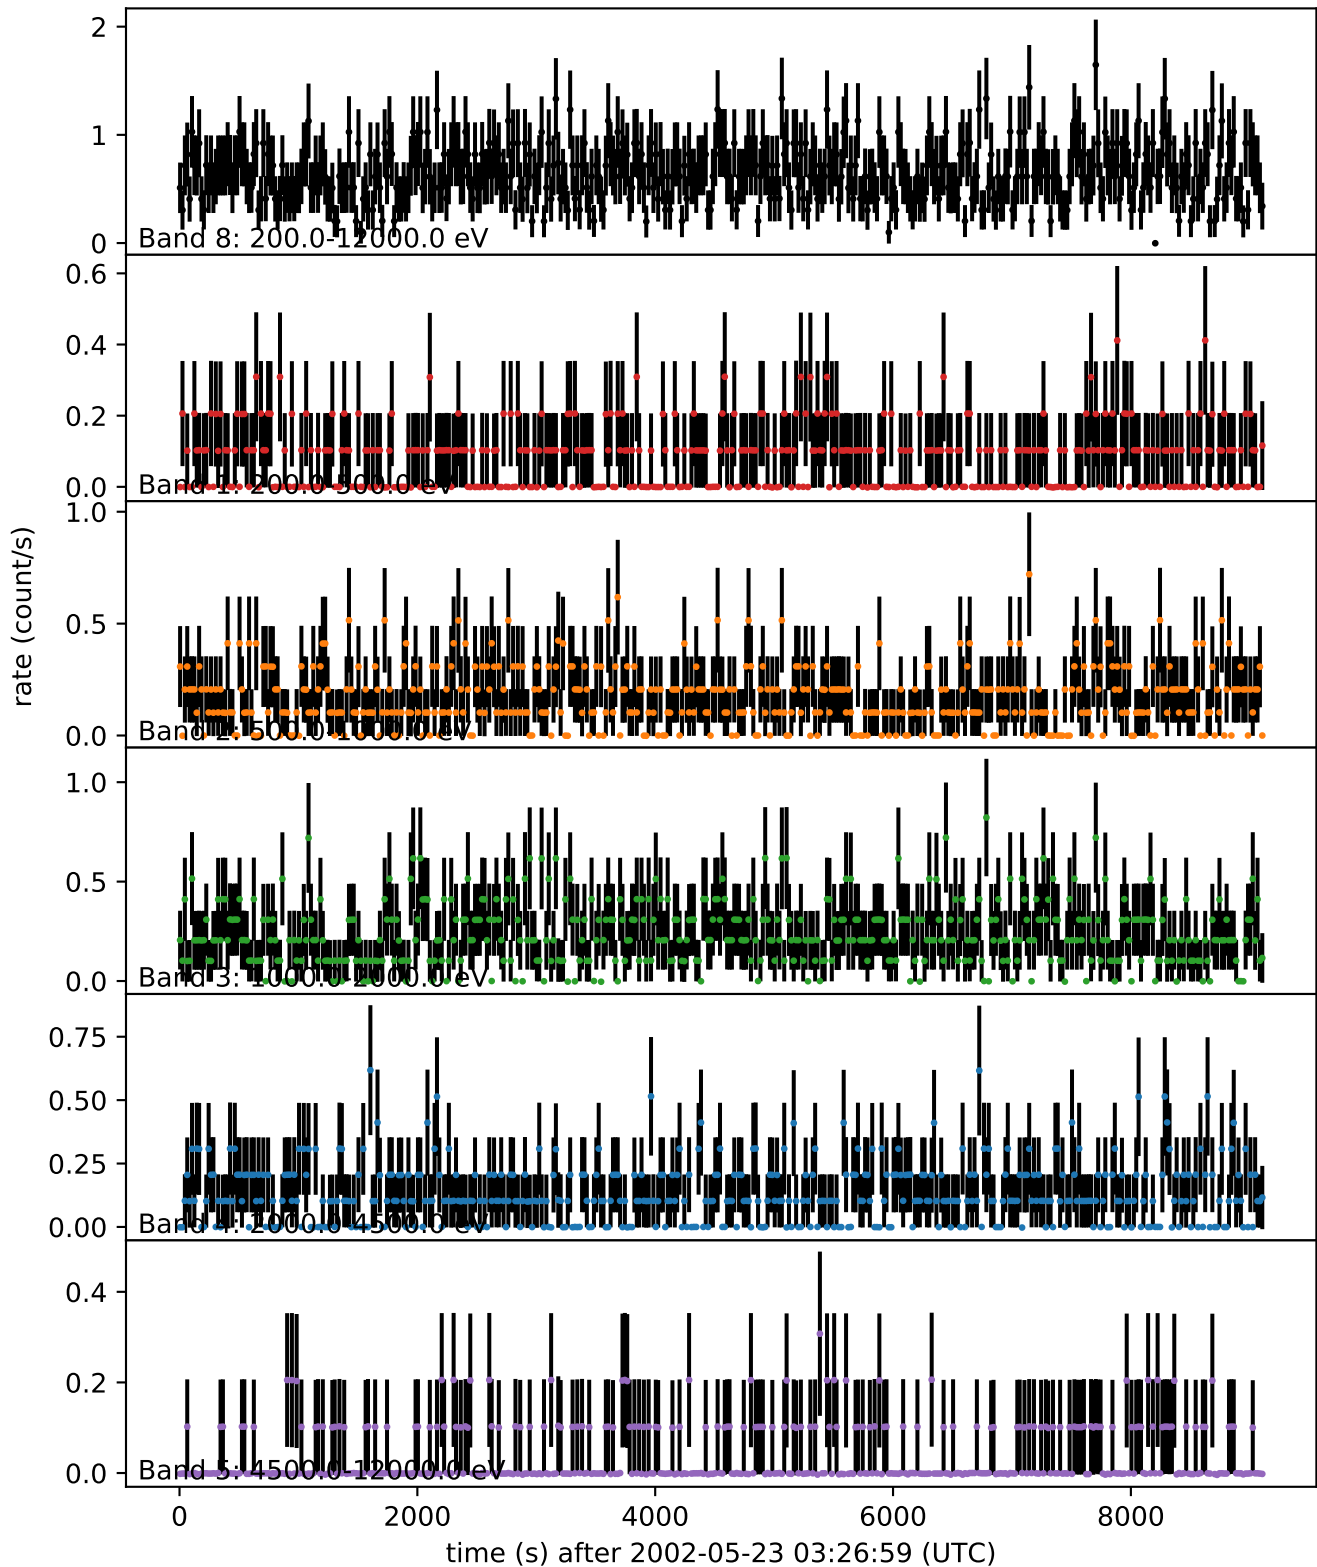 2
1
0
Band 8: 200.0-12000.0 eV
0.6
0.4
0.2
0.0
Band 1: 200.0-500.0 eV
1.0
0.5
0.0
Band 2: 500.0-1000.0 eV
rate (count/s)
1.0
0.5
0.0
Band 3: 1000.0-2000.0 eV
0.75
0.50
0.25
0.00
Band 4: 2000.0-4500.0 eV
0.4
0.2
0.0
Band 5: 4500.0-12000.0 eV
0 2000 4000 6000 8000
time (s) after 2002-05-23 03:26:59 (UTC)